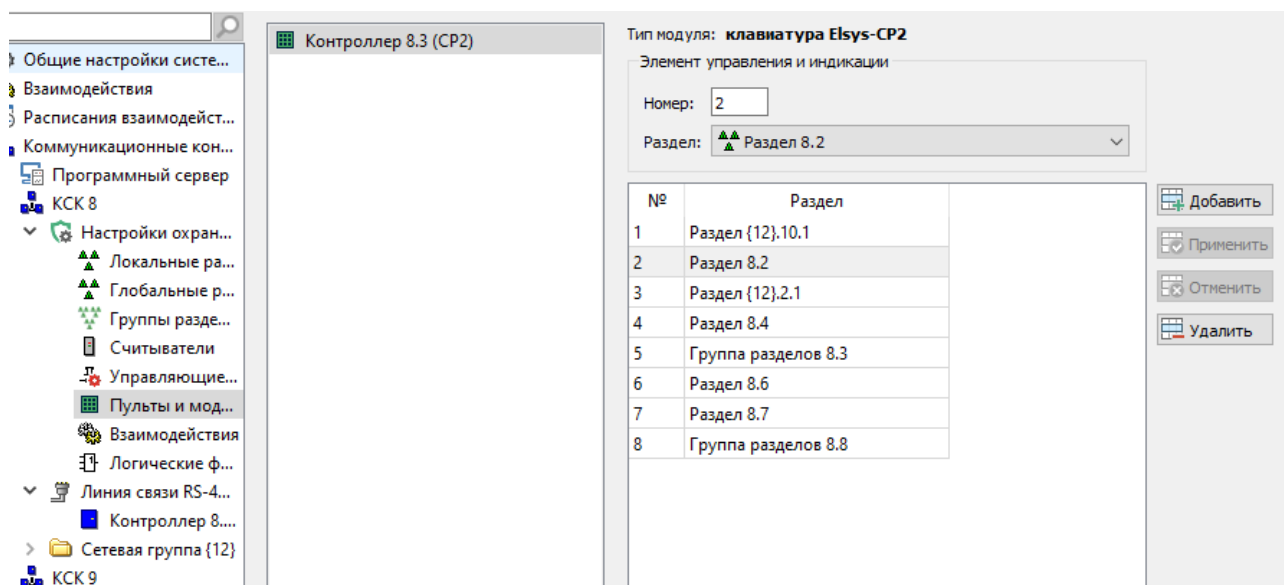 Общие настройки систе...
Взаимодействия
Расписания взаимодейст...
Коммуникационные кон...
Программный сервер
КСК 8
Настройки охран...
Локальные ра...
Глобальные р...
Группы разде...
Считыватели
Управляющие...
Пульты и мод...
Взаимодействия
Логические ф...
Линия связи RS-4...
Контроллер 8....
Сетевая группа {12}
КСК 9
Контроллер 8.3 (CP2)
Тип модуля: клавиатура Elsys-CP2
Элемент управления и индикации
Номер: 2
Раздел: Раздел 8.2
№ Раздел
1 Раздел {12}.10.1
2 Раздел 8.2
3 Раздел {12}.2.1
4 Раздел 8.4
5 Группа разделов 8.3
6 Раздел 8.6
7 Раздел 8.7
8 Группа разделов 8.8
Добавить
Применить
Отменить
Удалить